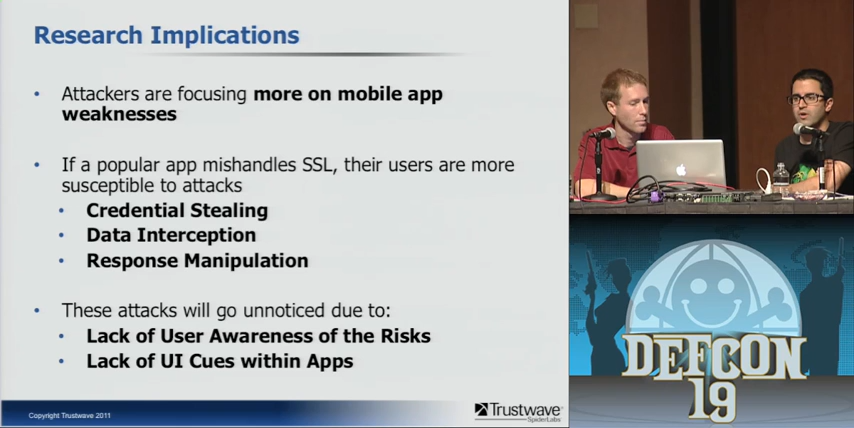 Research Implications
• Attackers are focusing more on mobile app
weaknesses
• If a popular app mishandles SSL, their users are more
susceptible to attacks
• Credential Stealing
• Data Interception
• Response Manipulation
• These attacks will go unnoticed due to:
• Lack of User Awareness of the Risks
• Lack of UI Cues within Apps
Copyright Trustwave 2011
Trustwave®
SpiderLabs
DEFCON
19